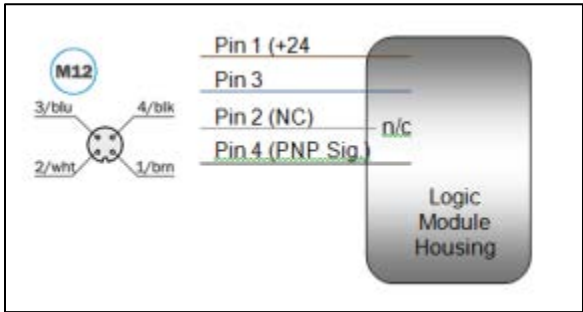 M12
3/blu
4/blk
2/wht
1/brn
Pin 1 (+24
Pin 3
Pin 2 (NC)
n/c
Pin 4 (PNP Sig.)
Logic
Module
Housing